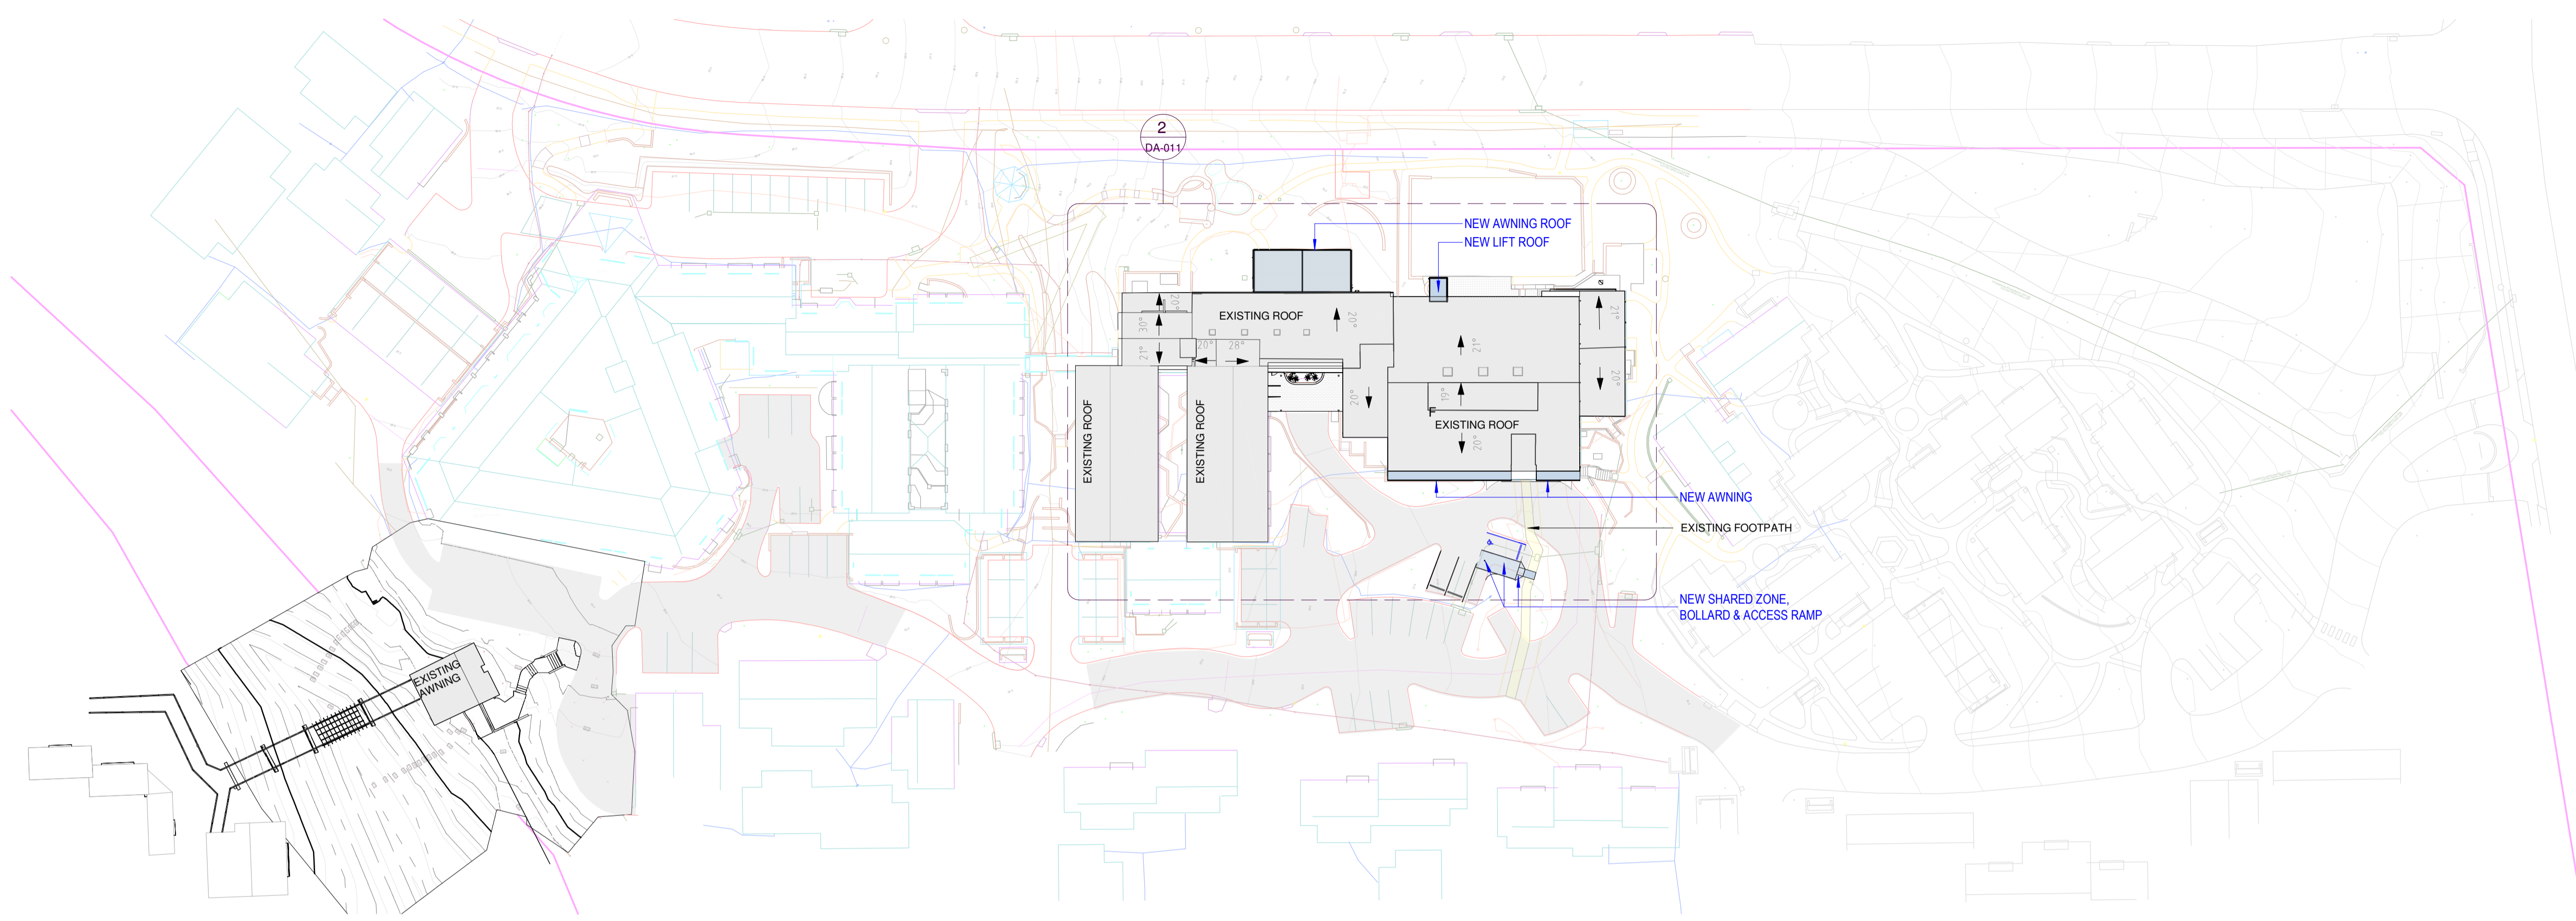 2
DA-011
NEW AWNING ROOF
NEW LIFT ROOF
20°
30°
21°
EXISTING ROOF
20°
20°
28°
21°
21°
20°
19°
20°
EXISTING ROOF
20°
EXISTING ROOF
EXISTING ROOF
NEW AWNING
EXISTING FOOTPATH
NEW SHARED ZONE,
BOLLARD & ACCESS RAMP
EXISTING
AWNING